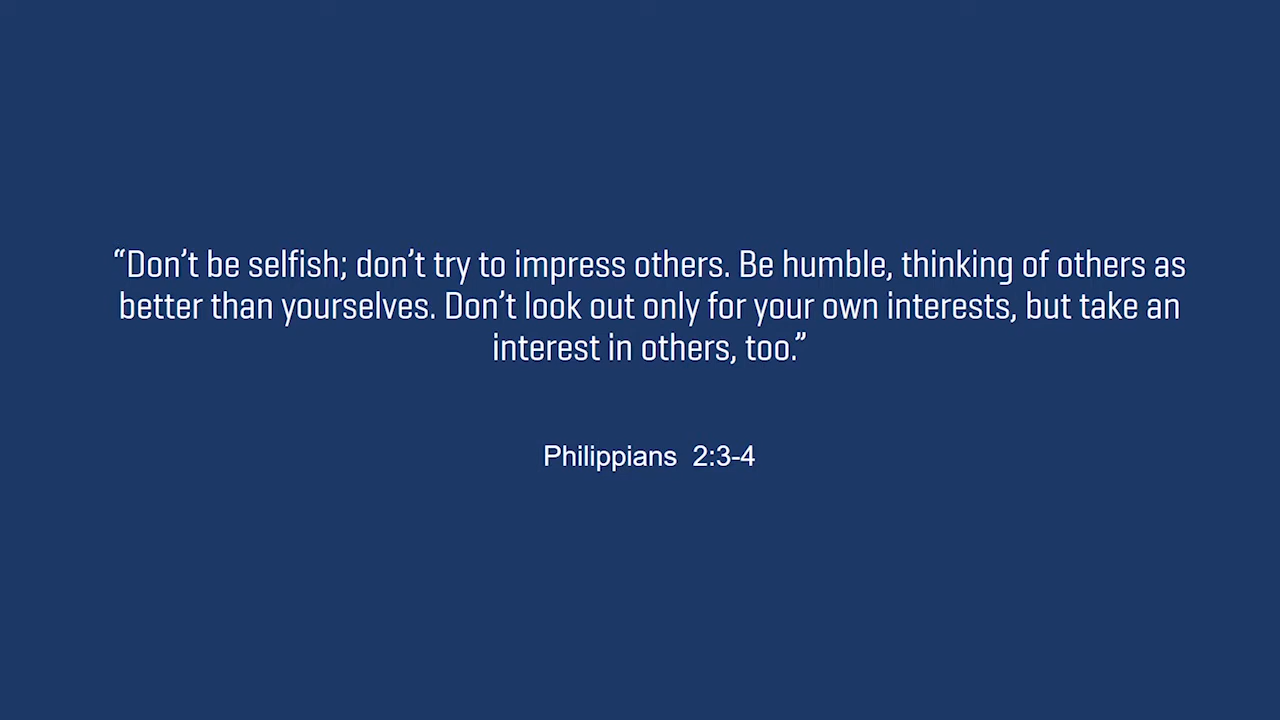 “Don’t be selfish; don’t try to impress others. Be humble, thinking of others as
better than yourselves. Don’t look out only for your own interests, but take an
interest in others, too.”
Philippians 2:3-4